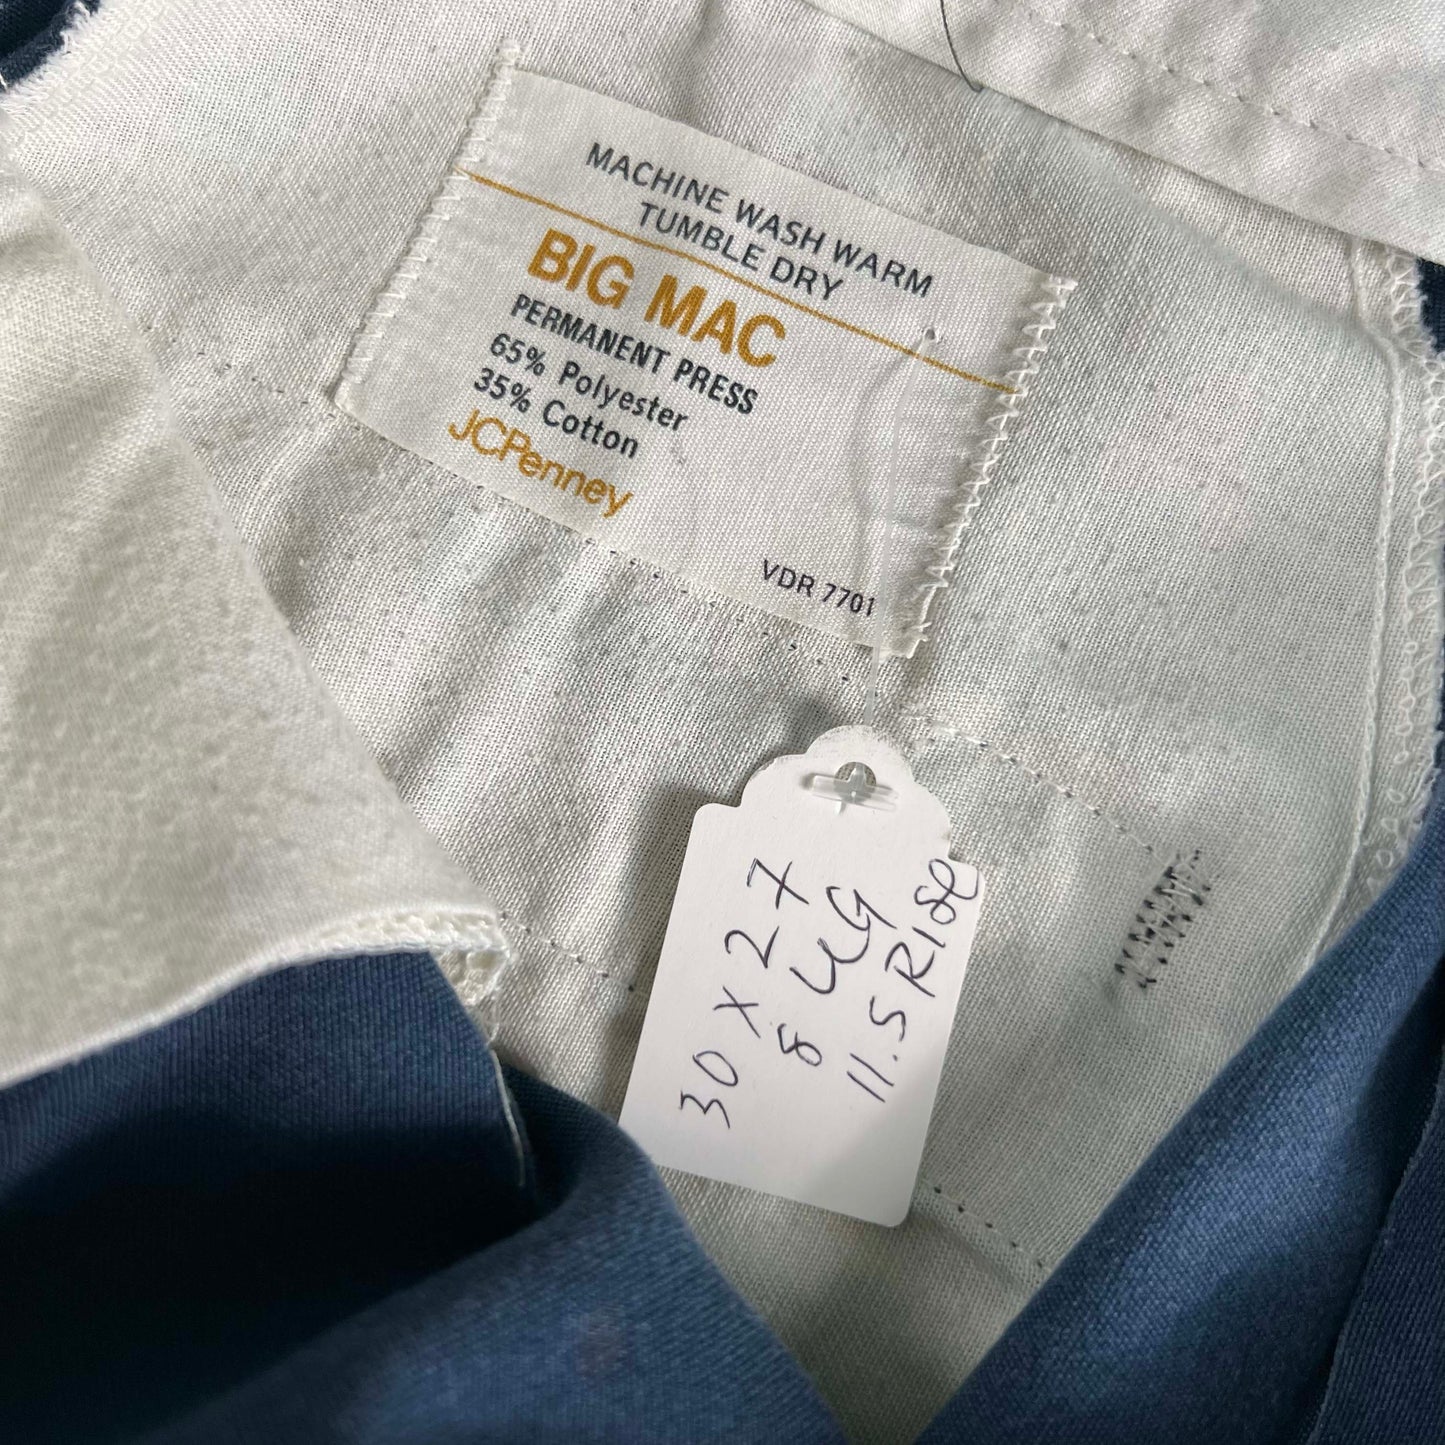 MACHINE WASH WARM
TUMBLE DRY
BIG MAC
PERMANENT PRESS
65% Polyester
35% Cotton
JCPenney
VDR 7701
30 X 27
8 LEG
11.5 RISE